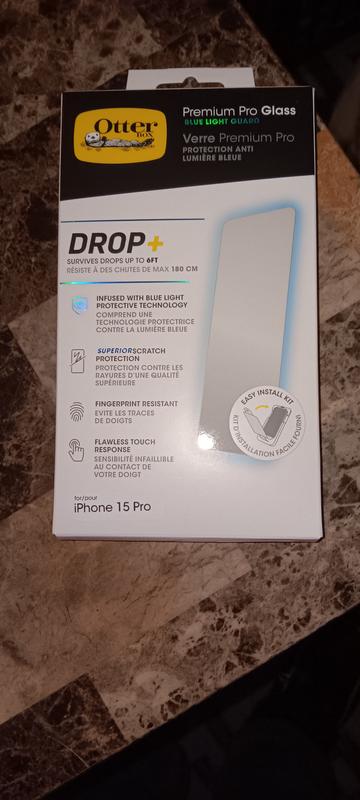 Otter
BOX
Premium Pro Glass
BLUE LIGHT GUARD
Verre Premium Pro
PROTECTION ANTI
LUMIÈRE BLEUE
DROP+
SURVIVES DROPS UP TO 6FT
RÉSISTE À DES CHUTES DE MAX 180 CM
INFUSED WITH BLUE LIGHT
PROTECTIVE TECHNOLOGY
COMPREND UNE
TECHNOLOGIE PROTECTRICE
CONTRE LA LUMIÈRE BLEUE
SUPERIOR SCRATCH
PROTECTION
PROTECTION CONTRE LES
RAYURES D'UNE QUALITÉ
SUPÉRIEURE
FINGERPRINT RESISTANT
EVITE LES TRACES
DE DOIGTS
FLAWLESS TOUCH
RESPONSE
SENSIBILITÉ INFAILLIBLE
AU CONTACT DE
VOTRE DOIGT
EASY INSTALL KIT
KIT D'INSTALLATION FACILE FOURNI
for/pour
iPhone 15 Pro